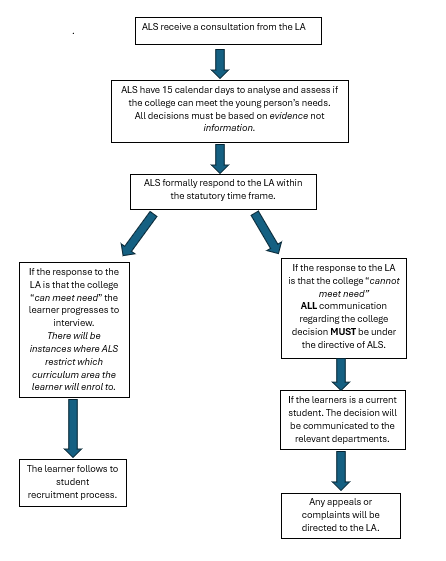 ALS receive a consultation from the LA
ALS have 15 calendar days to analyse and assess if
the college can meet the young person's needs.
All decisions must be based on evidence not
information.
ALS formally respond to the LA within
the statutory time frame.
If the response to the
LA is that the college
"can meet need" the
learner progresses to
interview.
There will be
instances where ALS
restrict which
curriculum area the
learner will enrol to.
The learner follows to
student
recruitment process.
If the response to the LA
is that the college "cannot
meet need"
ALL communication
regarding the college
decision MUST be under
the directive of ALS.
If the learners is a current
student. The decision will
be communicated to the
relevant departments.
Any appeals or
complaints will be
directed to the LA.